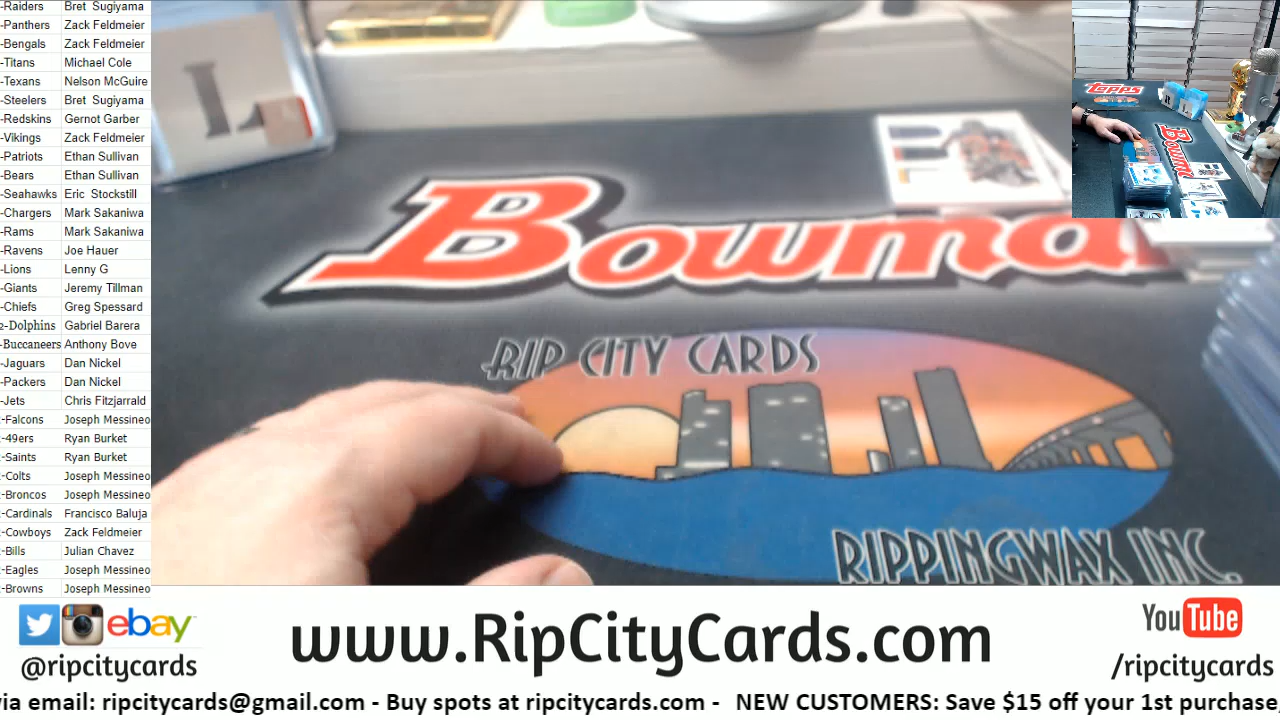 -Raiders Bret Sugiyama
-Panthers Zack Feldmeier
-Bengals Zack Feldmeier
-Titans Michael Cole
-Texans Nelson McGuire
-Steelers Bret Sugiyama
-Redskins Gernot Garber
-Vikings Zack Feldmeier
-Patriots Ethan Sullivan
-Bears Ethan Sullivan
-Seahawks Eric Stockstill
-Chargers Mark Sakaniwa
-Rams Mark Sakaniwa
-Ravens Joe Hauer
-Lions Lenny G
-Giants Jeremy Tillman
-Chiefs Greg Spessard
2-Dolphins Gabriel Barera
-Buccaneers Anthony Bove
-Jaguars Dan Nickel
-Packers Dan Nickel
-Jets Chris Fitzjarrald
-Falcons Joseph Messineo
-49ers Ryan Burket
-Saints Ryan Burket
-Colts Joseph Messineo
-Broncos Joseph Messineo
-Cardinals Francisco Baluja
-Cowboys Zack Feldmeier
-Bills Julian Chavez
-Eagles Joseph Messineo
-Browns Joseph Messineo
L
Topps
Bowma
RIP CITY CARDS
RIPPINGWAX INC.
ebay
@ripcitycards
www.RipCityCards.com
YouTube
/ripcitycards
via email: ripcitycards@gmail.com - Buy spots at ripcitycards.com - NEW CUSTOMERS: Save $15 off your 1st purchase,